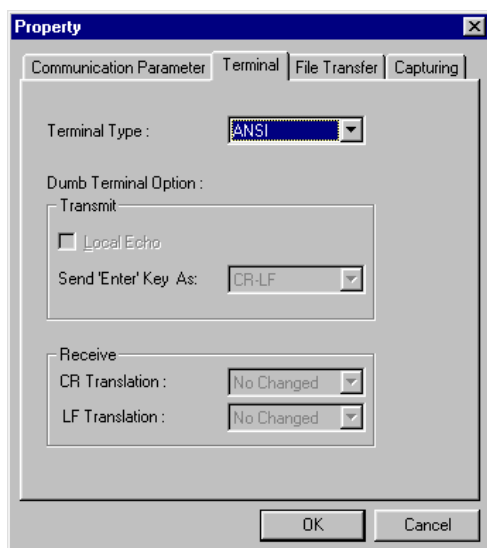 Property
Communication Parameter Terminal File Transfer Capturing
Terminal Type : ANSI
Dumb Terminal Option :
Transmit
Local Echo
Send 'Enter' Key As: CR-LF
Receive
CR Translation : No Changed
LF Translation : No Changed
OK Cancel